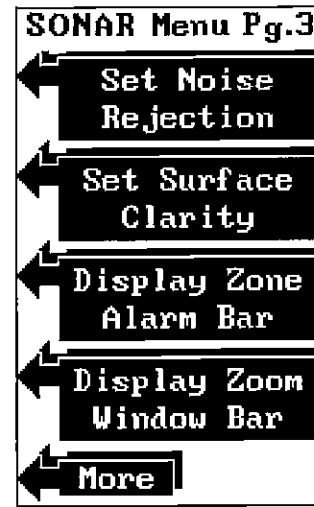 SONAR Menu Pg.3
Set Noise
Rejection
Set Surface
Clarity
Display Zone
Alarm Bar
Display Zoom
Window Bar
More